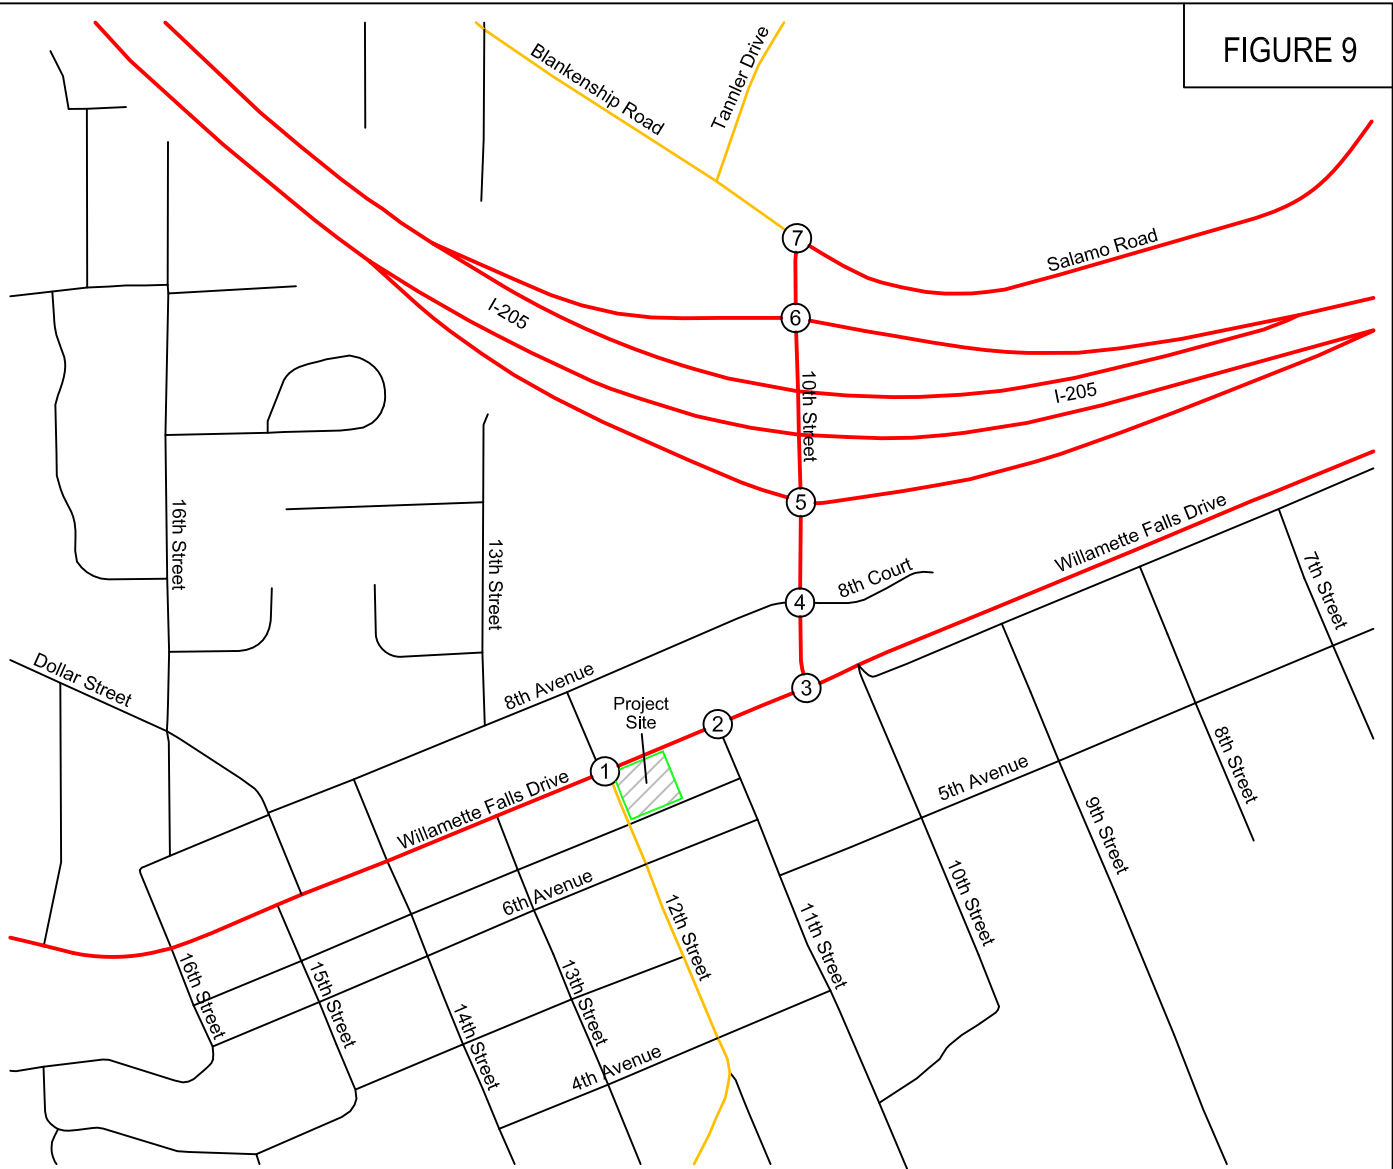 FIGURE 9
Blankenship Road
Tannler Drive
7
Salamo Road
6
I-205
10th Street
I-205
5
16th Street
13th Street
Willamette Falls Drive
7th Street
4
8th Court
Dollar Street
8th Avenue
Project
Site
3
2
1
Willamette Falls Drive
8th Street
5th Avenue
9th Street
6th Avenue
10th Street
12th Street
11th Street
16th Street
15th Street
13th Street
14th Street
4th Avenue